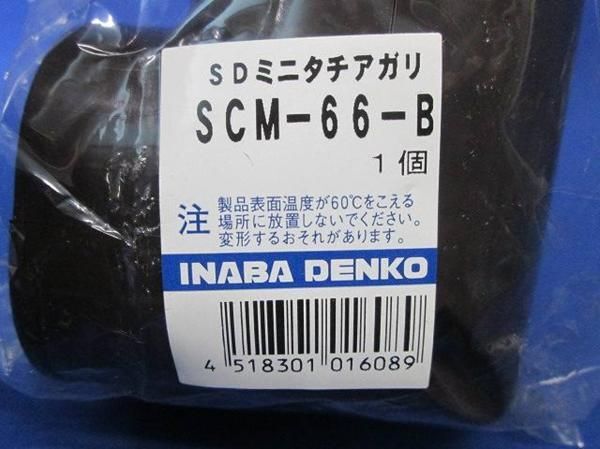 SDミニタチアガリ
SCM-66-B
1個
注
製品表面温度が60℃をこえる
場所に放置しないでください。
変形するおそれがあります。
INABA DENKO
4 518301 016089